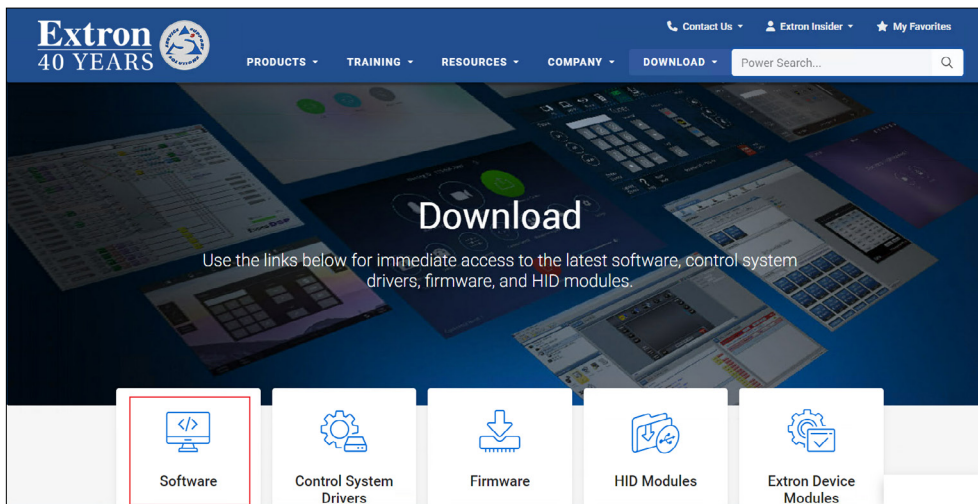 Contact Us
Extron Insider
My Favorites
Extron
40 YEARS
PRODUCTS
TRAINING
RESOURCES
COMPANY
DOWNLOAD
Power Search...
Download
Use the links below for immediate access to the latest software, control system
drivers, firmware, and HID modules.
Software
Control System
Drivers
Firmware
HID Modules
Extron Device
Modules